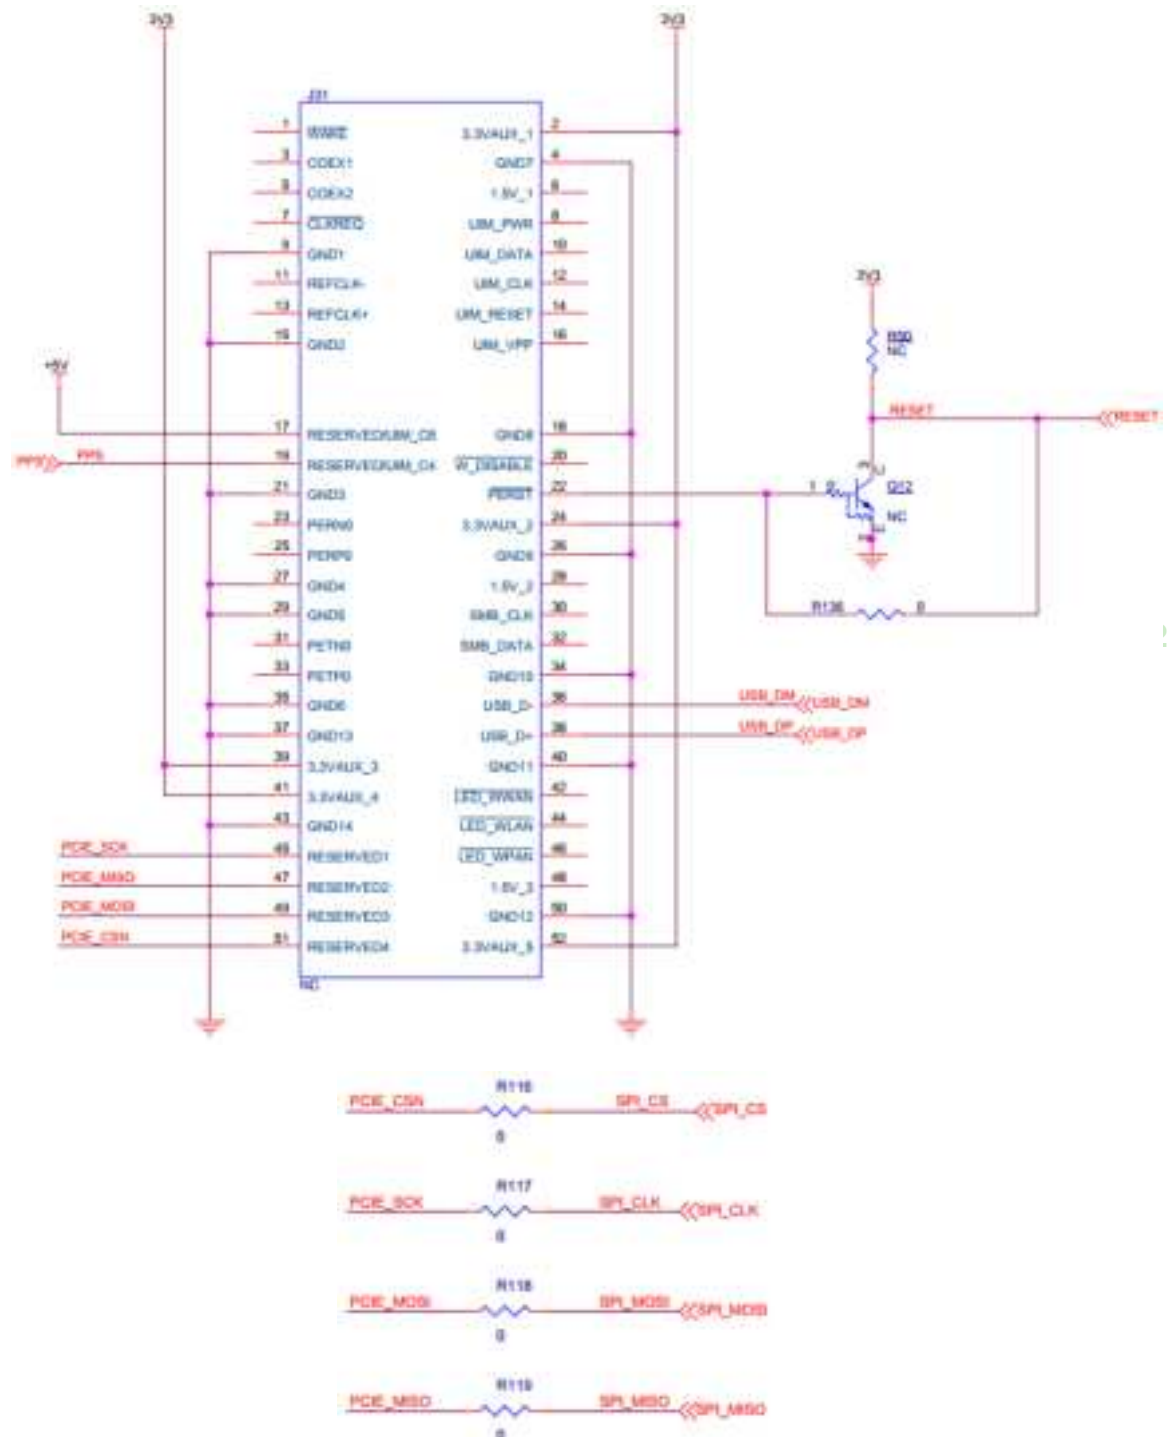 3V3
3V3
J31
1 WAKE 3.3VAUX_1 2
3 COEX1 GND7 4
5 COEX2 1.5V_1 6
7 CLKREQ UIM_PWR 8
9 GND1 UIM_DATA 10
11 REFCLK- UIM_CLK 12
13 REFCLK+ UIM_RESET 14
15 GND2 UIM_VPP 16
+5V
17 RESERVED/UIM_C8 GND8 18
PPS PPS 19 RESERVED/UIM_C4 W_DISABLE 20
21 GND3 PERST 22
23 PERN0 3.3VAUX_2 24
25 PERP0 GND9 26
27 GND4 1.5V_2 28
29 GND5 SMB_CLK 30
31 PETN0 SMB_DATA 32
33 PETP0 GND10 34
35 GND6 USB_D- 36 USB_DM USB_DM
37 GND13 USB_D+ 38 USB_DP USB_DP
39 3.3VAUX_3 GND11 40
41 3.3VAUX_4 LED_WWAN 42
43 GND14 LED_WLAN 44
PCIE_SCK 45 RESERVED1 LED_WPAN 46
PCIE_MISO 47 RESERVED2 1.5V_3 48
PCIE_MOSI 49 RESERVED3 GND12 50
PCIE_CSN 51 RESERVED4 3.3VAUX_5 52
NC
3V3
NC
RESET RESET
3 C
1 B Q12
NC
2 E
R136 0
R116
PCIE_CSN SPI_CS SPI_CS
0
R117
PCIE_SCK SPI_CLK SPI_CLK
0
R118
PCIE_MOSI SPI_MOSI SPI_MOSI
0
R119
PCIE_MISO SPI_MISO SPI_MISO
0